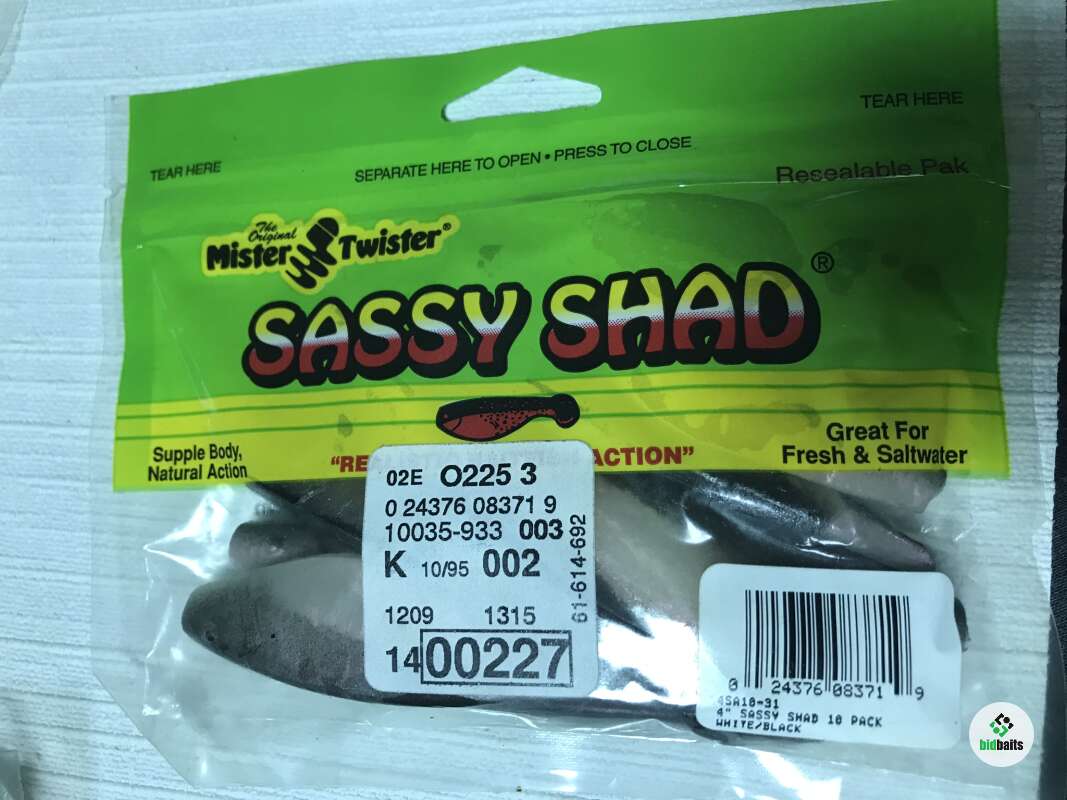 TEAR HERE
TEAR HERE
SEPARATE HERE TO OPEN • PRESS TO CLOSE
Resealable Pak
The Original
Mister Twister®
SASSY SHAD®
Supple Body,
Natural Action
"RE
ACTION"
Great For
Fresh & Saltwater
02E O225 3
0 24376 08371 9
10035-933 003
K 10/95 002
61-614-692
1209 1315
14 00227
0 24376 08371 9
4SA10-31
4" SASSY SHAD 10 PACK
WHITE/BLACK
bidbaits